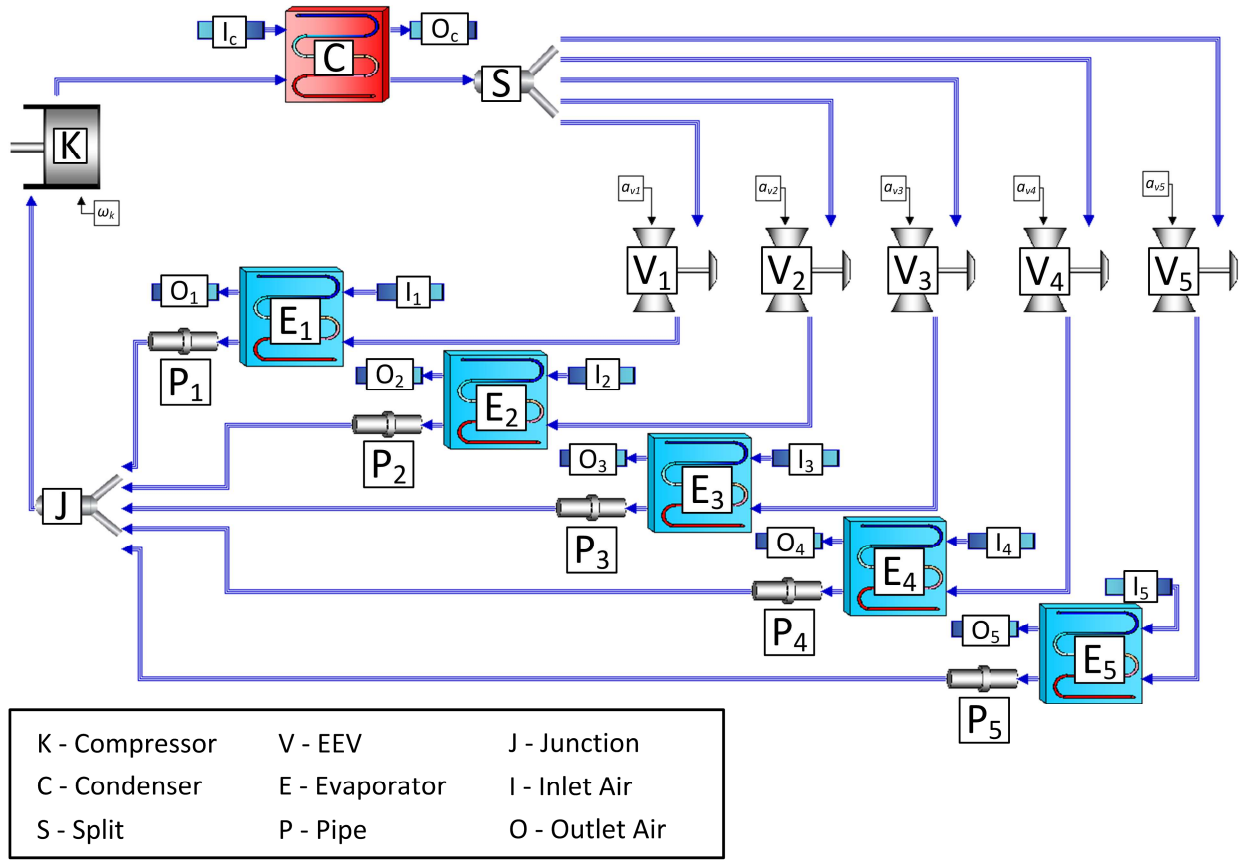 I_c
O_c
C
S
K
ω_k
a_v1
a_v2
a_v3
a_v4
a_v5
V_1
V_2
V_3
V_4
V_5
O_1
I_1
E_1
P_1
O_2
I_2
E_2
P_2
O_3
I_3
E_3
P_3
J
O_4
I_4
E_4
P_4
I_5
O_5
E_5
P_5
K - Compressor V - EEV J - Junction
C - Condenser E - Evaporator I - Inlet Air
S - Split P - Pipe O - Outlet Air